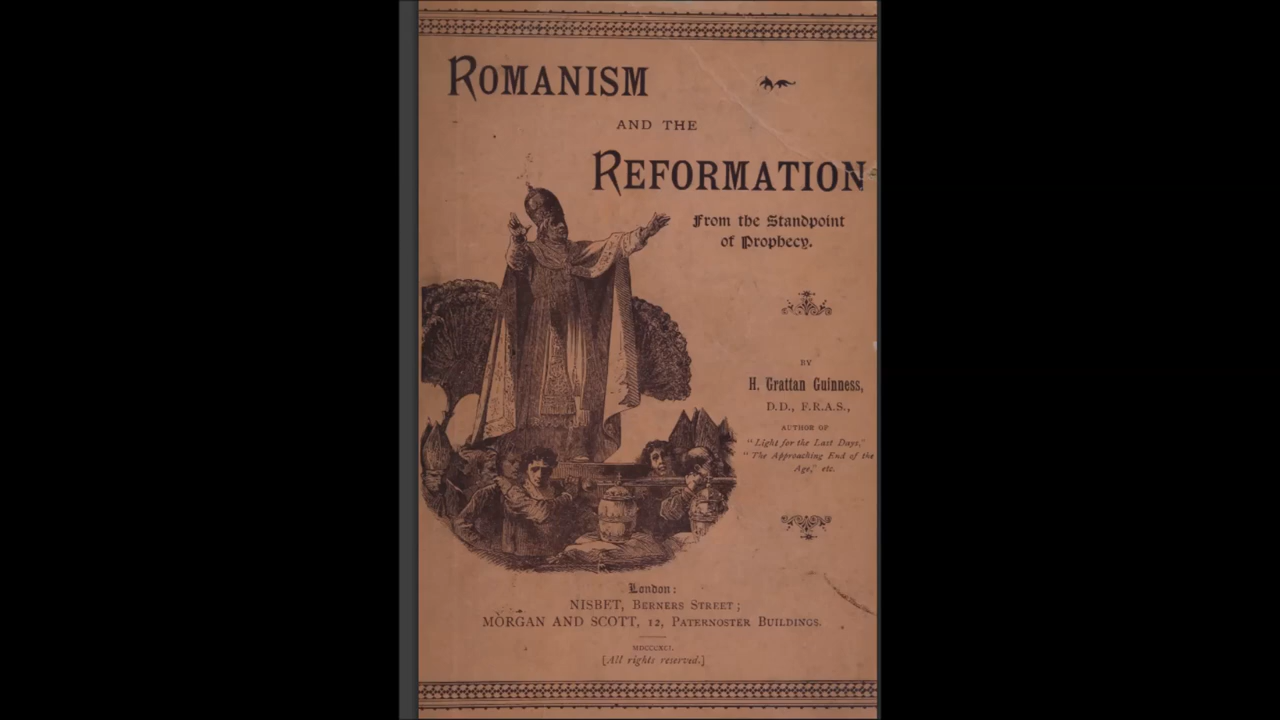 ROMANISM
AND THE
REFORMATION
From the Standpoint
of Prophecy.
BY
H. Grattan Guinness,
D.D., F.R.A.S.,
AUTHOR OF
"Light for the Last Days,"
"The Approaching End of the
Age," etc.
London:
NISBET, BERNERS STREET;
MORGAN AND SCOTT, 12, PATERNOSTER BUILDINGS.
[All rights reserved.]